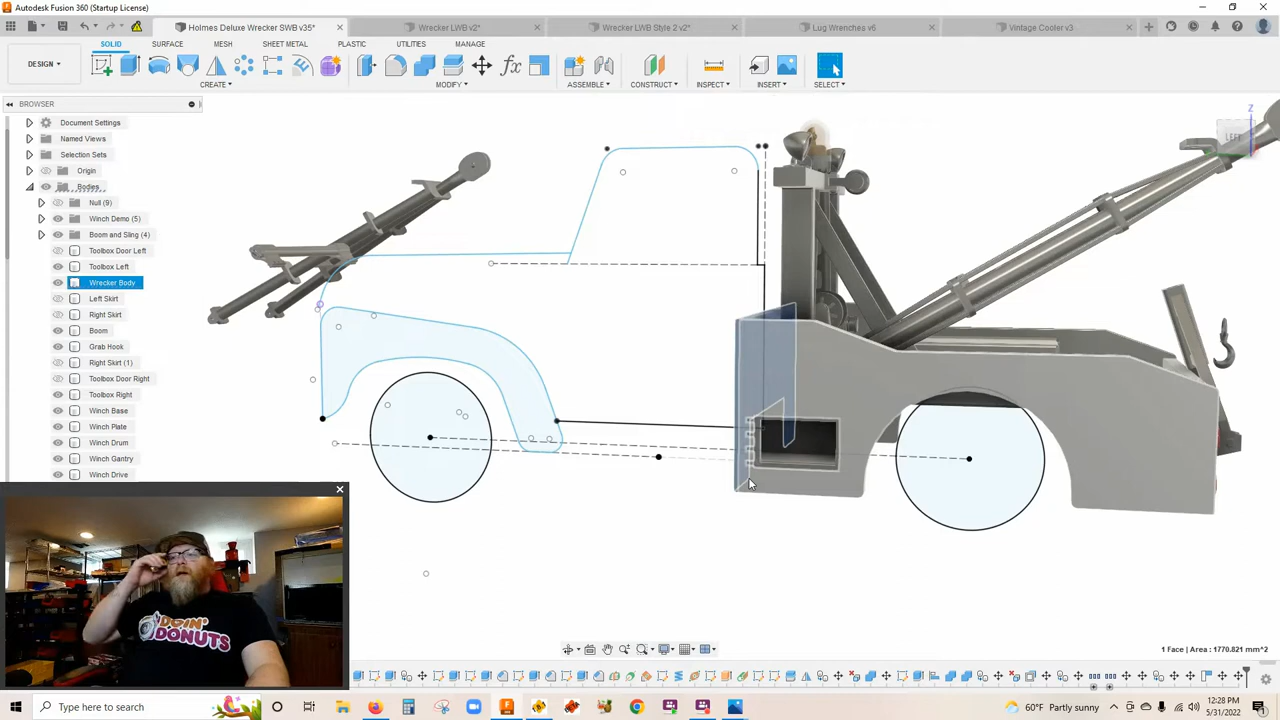 Autodesk Fusion 360 (Startup License)
Holmes Deluxe Wrecker SWB v35*
Wrecker LWB v2*
Wrecker LWB Style 2 v2*
Lug Wrenches v6
Vintage Cooler v3
SOLID
SURFACE
MESH
SHEET METAL
PLASTIC
UTILITIES
MANAGE
DESIGN
CREATE
MODIFY
ASSEMBLE
CONSTRUCT
INSPECT
INSERT
SELECT
BROWSER
Document Settings
Named Views
Selection Sets
Origin
Bodies
Null (9)
Winch Demo (5)
Boom and Sling (4)
Toolbox Door Left
Toolbox Left
Wrecker Body
Left Skirt
Right Skirt
Boom
Grab Hook
Right Skirt (1)
Toolbox Door Right
Toolbox Right
Winch Base
Winch Plate
Winch Drum
Winch Gantry
Winch Drive
Z
LEFT
DOIN'
DONUTS
1 Face | Area : 1770.821 mm^2
Type here to search
60°F Partly sunny
12:28 PM
5/31/2022